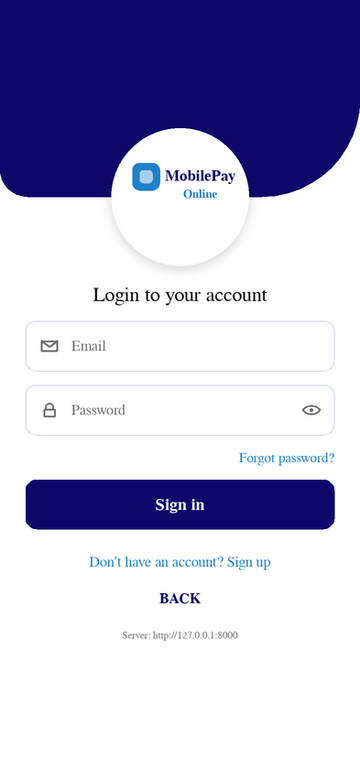 MobilePay
Online
Login to your account
Email
Password
Forgot password?
Sign in
Don't have an account? Sign up
BACK
Server: http://127.0.0.1:8000